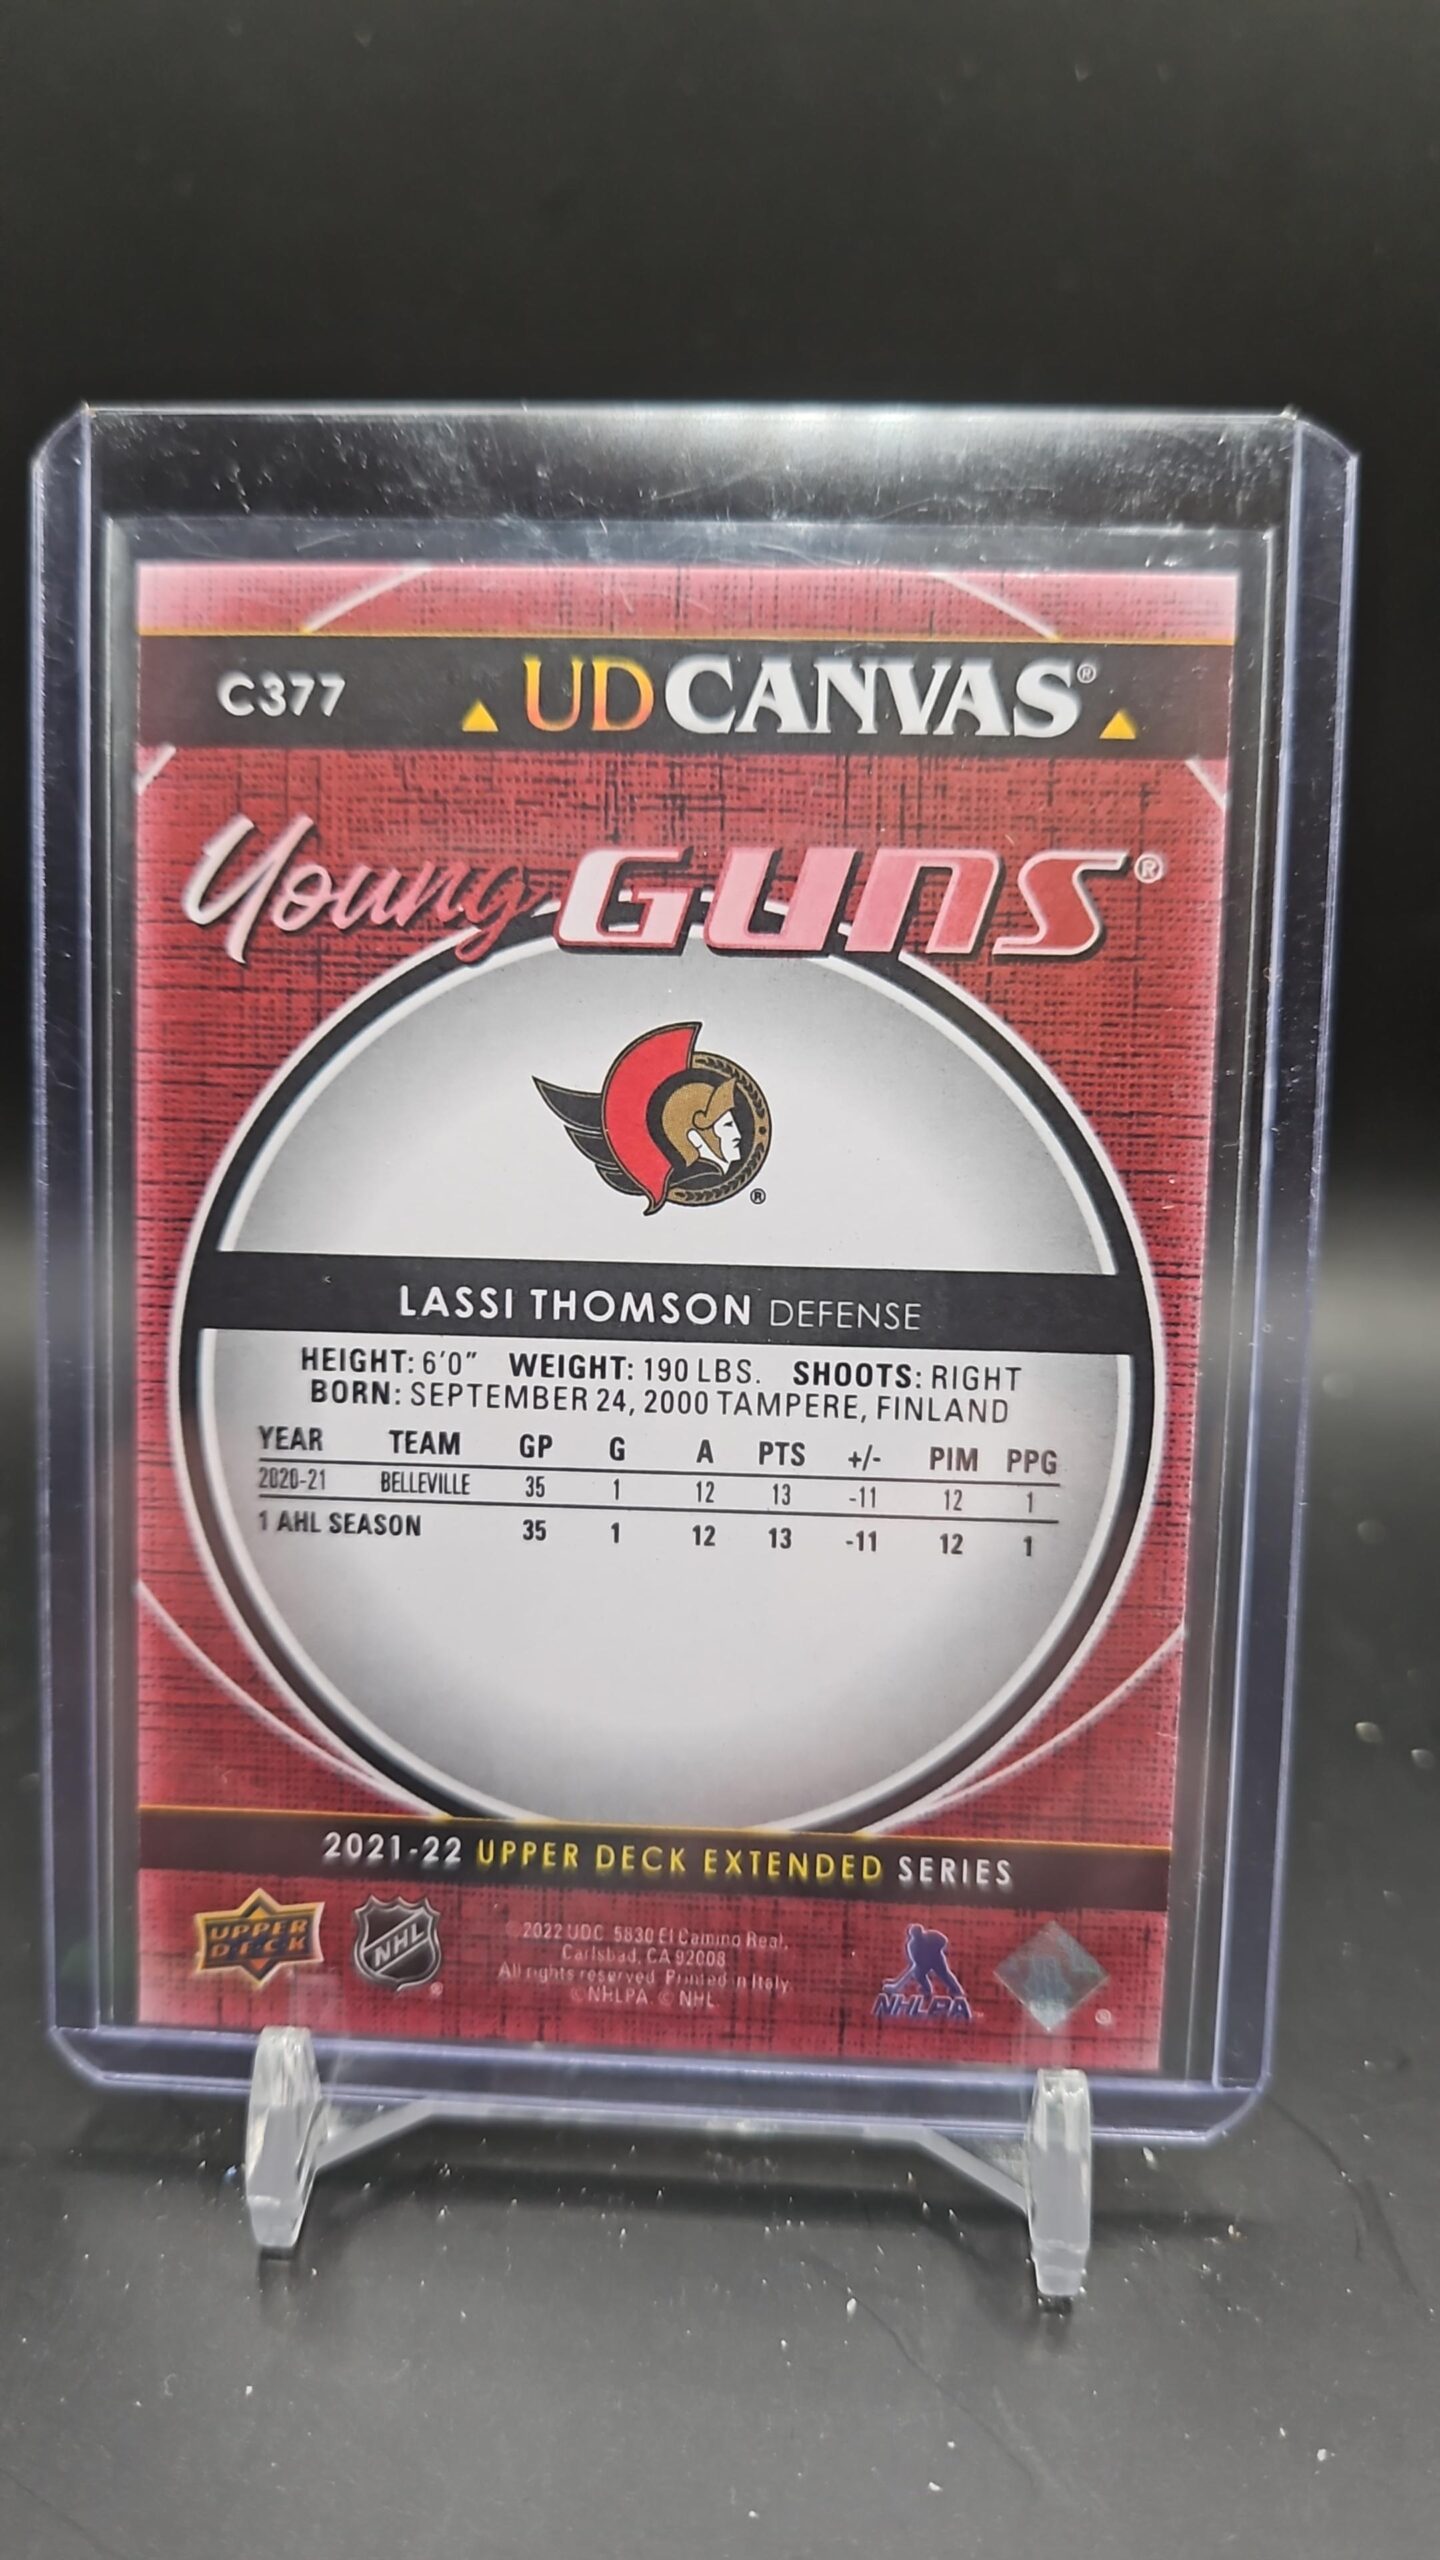 C377 UD CANVAS®
Young GUNS®
®
LASSI THOMSON DEFENSE
HEIGHT: 6'0" WEIGHT: 190 LBS. SHOOTS: RIGHT
BORN: SEPTEMBER 24, 2000 TAMPERE, FINLAND
YEAR TEAM GP G A PTS +/- PIM PPG
2020-21 BELLEVILLE 35 1 12 13 -11 12 1
1 AHL SEASON 35 1 12 13 -11 12 1
2021-22 UPPER DECK EXTENDED SERIES
UPPER DECK
NHL®
© 2022 UDC 5830 El Camino Real,
Carlsbad, CA 92008
All rights reserved Printed in Italy
© NHLPA. © NHL.
NHLPA™
®